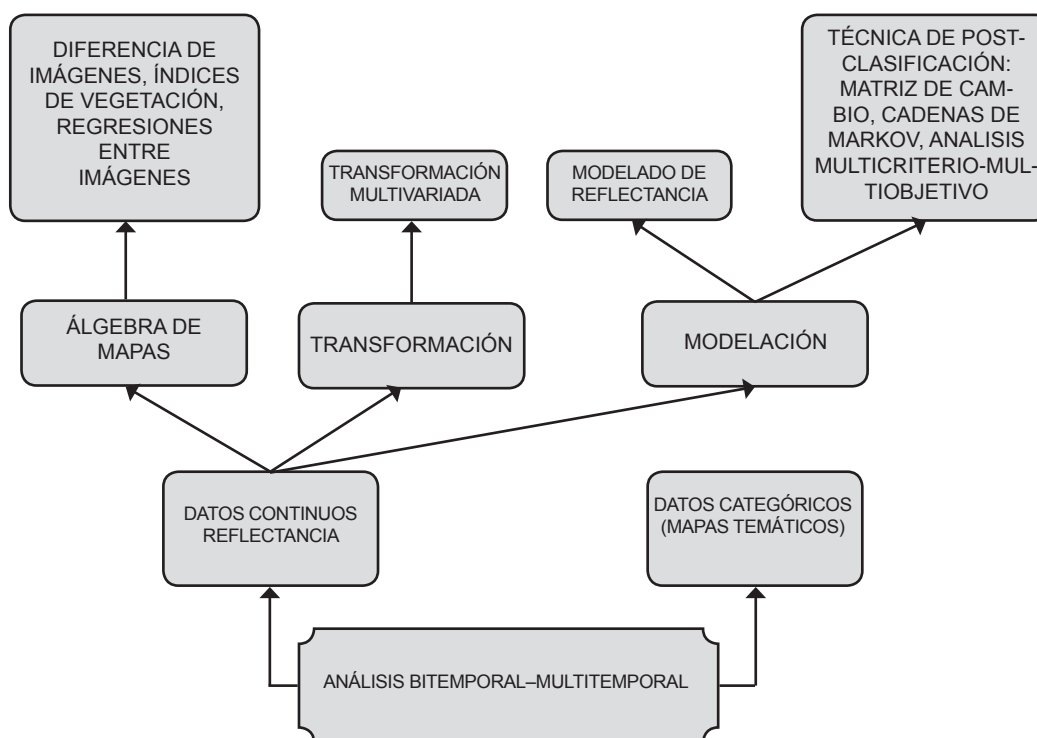 DIFERENCIA DE
IMÁGENES, ÍNDICES
DE VEGETACIÓN,
REGRESIONES
ENTRE
IMÁGENES
TRANSFORMACIÓN
MULTIVARIADA
MODELADO DE
REFLECTANCIA
TÉCNICA DE POST-
CLASIFICACIÓN:
MATRIZ DE CAM-
BIO, CADENAS DE
MARKOV, ANALISIS
MULTICRITERIO-MUL-
TIOBJETIVO
ÁLGEBRA DE
MAPAS
TRANSFORMACIÓN
MODELACIÓN
DATOS CONTINUOS
REFLECTANCIA
DATOS CATEGÓRICOS
(MAPAS TEMÁTICOS)
ANÁLISIS BITEMPORAL–MULTITEMPORAL